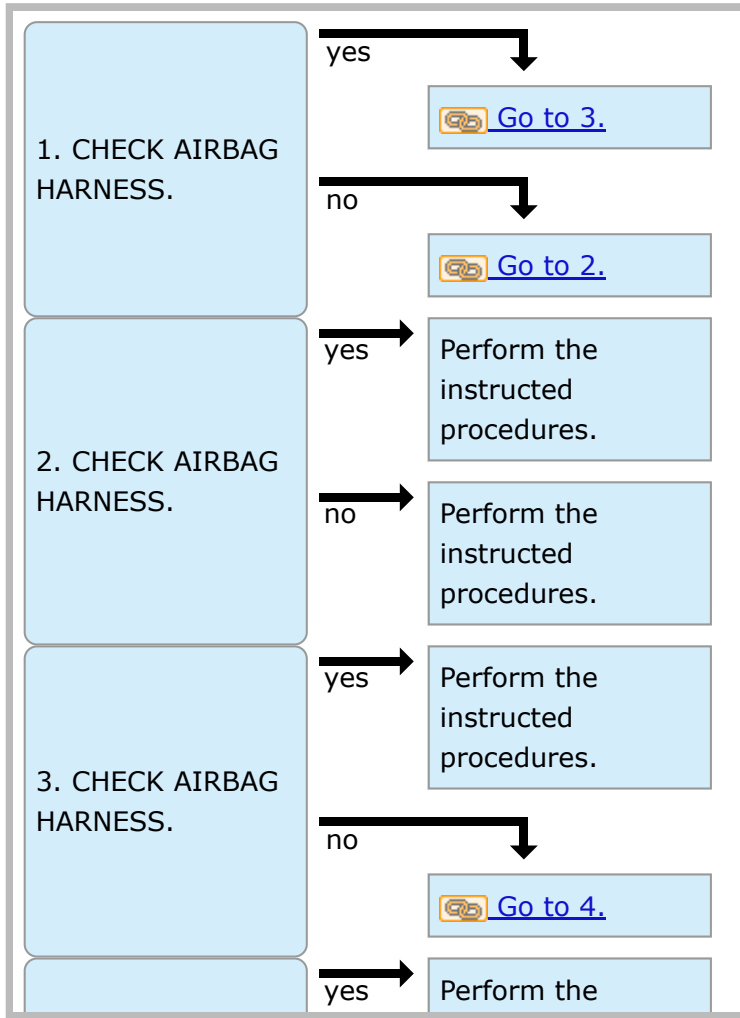 yes
Go to 3.
1. CHECK AIRBAG
HARNESS.
no
Go to 2.
yes
Perform the
instructed
procedures.
2. CHECK AIRBAG
HARNESS.
no
Perform the
instructed
procedures.
yes
Perform the
instructed
procedures.
3. CHECK AIRBAG
HARNESS.
no
Go to 4.
yes
Perform the